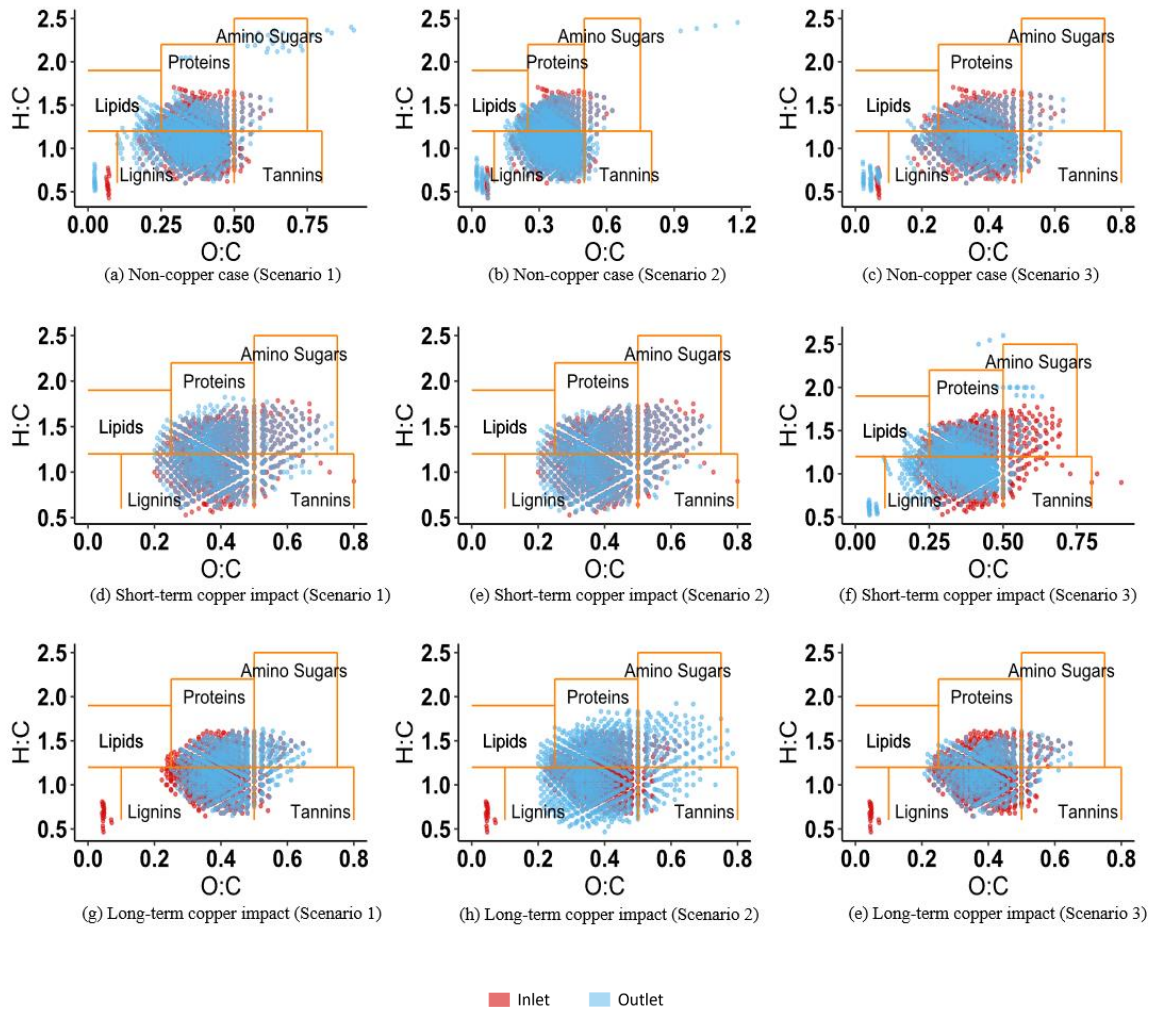 2.5
2.0
1.5
1.0
0.5
H:C
Amino Sugars
Proteins
Lipids
Lignins
Tannins
0.00 0.25 0.50 0.75
O:C
(a) Non-copper case (Scenario 1)
2.5
2.0
1.5
1.0
0.5
H:C
Amino Sugars
Proteins
Lipids
Lignins
Tannins
0.0 0.3 0.6 0.9 1.2
O:C
(b) Non-copper case (Scenario 2)
2.5
2.0
1.5
1.0
0.5
H:C
Amino Sugars
Proteins
Lipids
Lignins
Tannins
0.0 0.2 0.4 0.6 0.8
O:C
(c) Non-copper case (Scenario 3)
2.5
2.0
1.5
1.0
0.5
H:C
Amino Sugars
Proteins
Lipids
Lignins
Tannins
0.0 0.2 0.4 0.6 0.8
O:C
(d) Short-term copper impact (Scenario 1)
2.5
2.0
1.5
1.0
0.5
H:C
Amino Sugars
Proteins
Lipids
Lignins
Tannins
0.0 0.2 0.4 0.6 0.8
O:C
(e) Short-term copper impact (Scenario 2)
2.5
2.0
1.5
1.0
0.5
H:C
Amino Sugars
Proteins
Lipids
Lignins
Tannins
0.00 0.25 0.50 0.75
O:C
(f) Short-term copper impact (Scenario 3)
2.5
2.0
1.5
1.0
0.5
H:C
Amino Sugars
Proteins
Lipids
Lignins
Tannins
0.0 0.2 0.4 0.6 0.8
O:C
(g) Long-term copper impact (Scenario 1)
2.5
2.0
1.5
1.0
0.5
H:C
Amino Sugars
Proteins
Lipids
Lignins
Tannins
0.0 0.2 0.4 0.6 0.8
O:C
(h) Long-term copper impact (Scenario 2)
2.5
2.0
1.5
1.0
0.5
H:C
Amino Sugars
Proteins
Lipids
Lignins
Tannins
0.0 0.2 0.4 0.6 0.8
O:C
(e) Long-term copper impact (Scenario 3)
Inlet Outlet